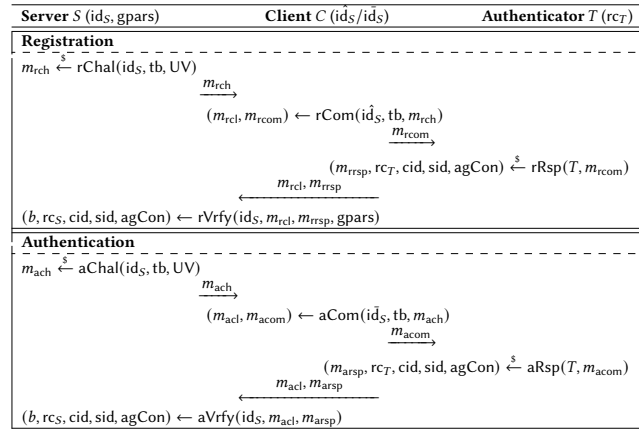 Server S (id_S, gpars) Client C (îd_S/īd_S) Authenticator T (rc_T)
Registration
m_rch ←$ rChal(id_S, tb, UV)
m_rch
(m_rcl, m_rcom) ← rCom(îd_S, tb, m_rch)
m_rcom
(m_rrsp, rc_T, cid, sid, agCon) ←$ rRsp(T, m_rcom)
m_rcl, m_rrsp
(b, rc_S, cid, sid, agCon) ← rVrfy(id_S, m_rcl, m_rrsp, gpars)
Authentication
m_ach ←$ aChal(id_S, tb, UV)
m_ach
(m_acl, m_acom) ← aCom(īd_S, tb, m_ach)
m_acom
(m_arsp, rc_T, cid, sid, agCon) ←$ aRsp(T, m_acom)
m_acl, m_arsp
(b, rc_S, cid, sid, agCon) ← aVrfy(id_S, m_acl, m_arsp)